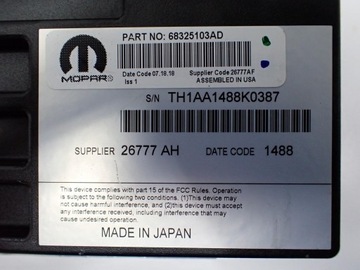 MOPAR®
PART NO: 68325103AD
Date Code 07.18.18 Supplier Code 26777AF
Iss 1 ASSEMBLED IN USA
S/N TH1AA1488K0387
SUPPLIER 26777 AH DATE CODE 1488
This device complies with part 15 of the FCC Rules. Operation
is subject to the following two conditions. (1)This device may
not cause harmful interference, and (2)this device must accept
any interference received, including interference that may
cause undesired operation.
MADE IN JAPAN